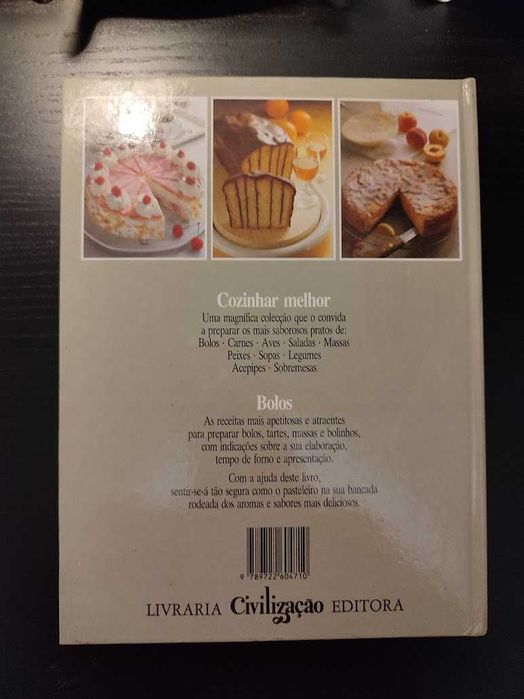 Cozinhar melhor
Uma magnífica colecção que o convida
a preparar os mais saborosos pratos de:
Bolos · Carnes · Aves · Saladas · Massas
Peixes · Sopas · Legumes
Acepipes · Sobremesas
Bolos
As receitas mais apetitosas e atraentes
para preparar bolos, tartes, massas e bolinhos,
com indicações sobre a sua elaboração,
tempo de forno e apresentação.
Com a ajuda deste livro,
sentir-se-á tão segura como o pasteleiro na sua bancada
rodeada dos aromas e sabores mais deliciosos.
9 789722 604710
LIVRARIA Civilização EDITORA